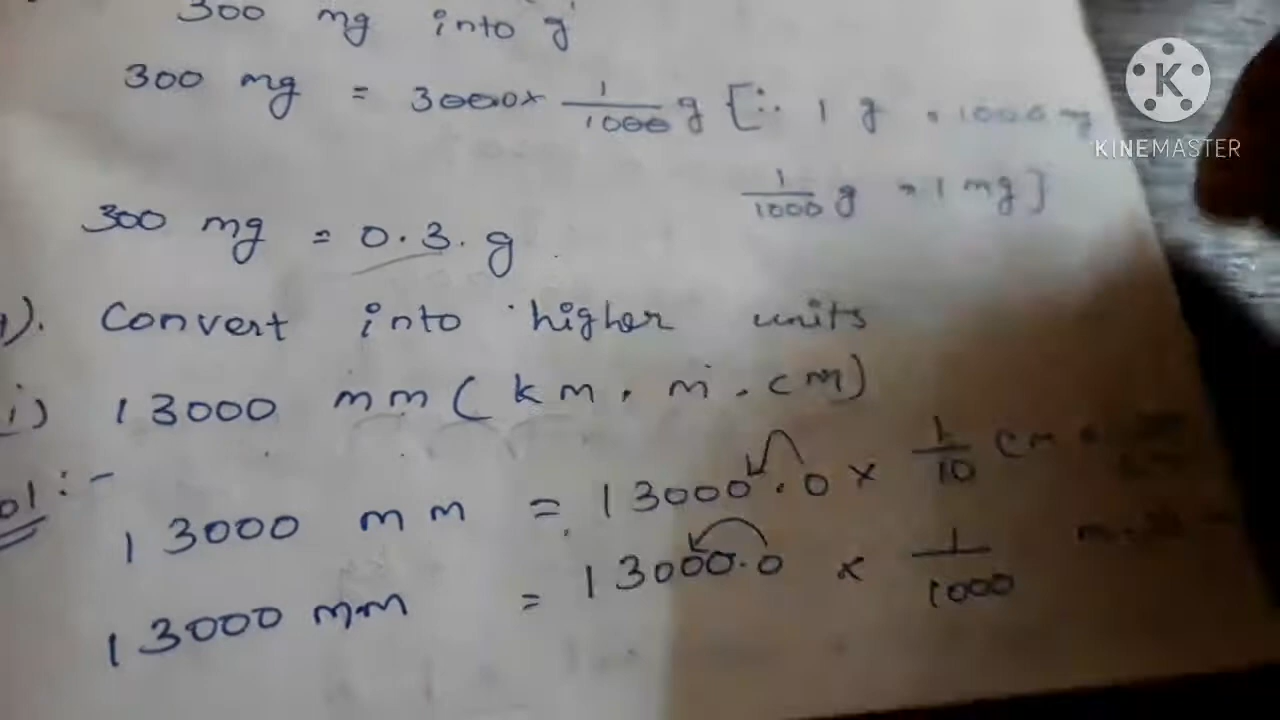 300 mg into g
300 mg = 3000× 1/1000 g [∵ 1 g = 1000 mg
1/1000 g = 1 mg]
300 mg = 0.3. g
). Convert into higher units
i) 13000 mm ( km, m, cm)
ol:-
13000 mm = 13000.0 × 1/10 cm
13000 mm = 13000.0 × 1/1000 m
K
KINEMASTER